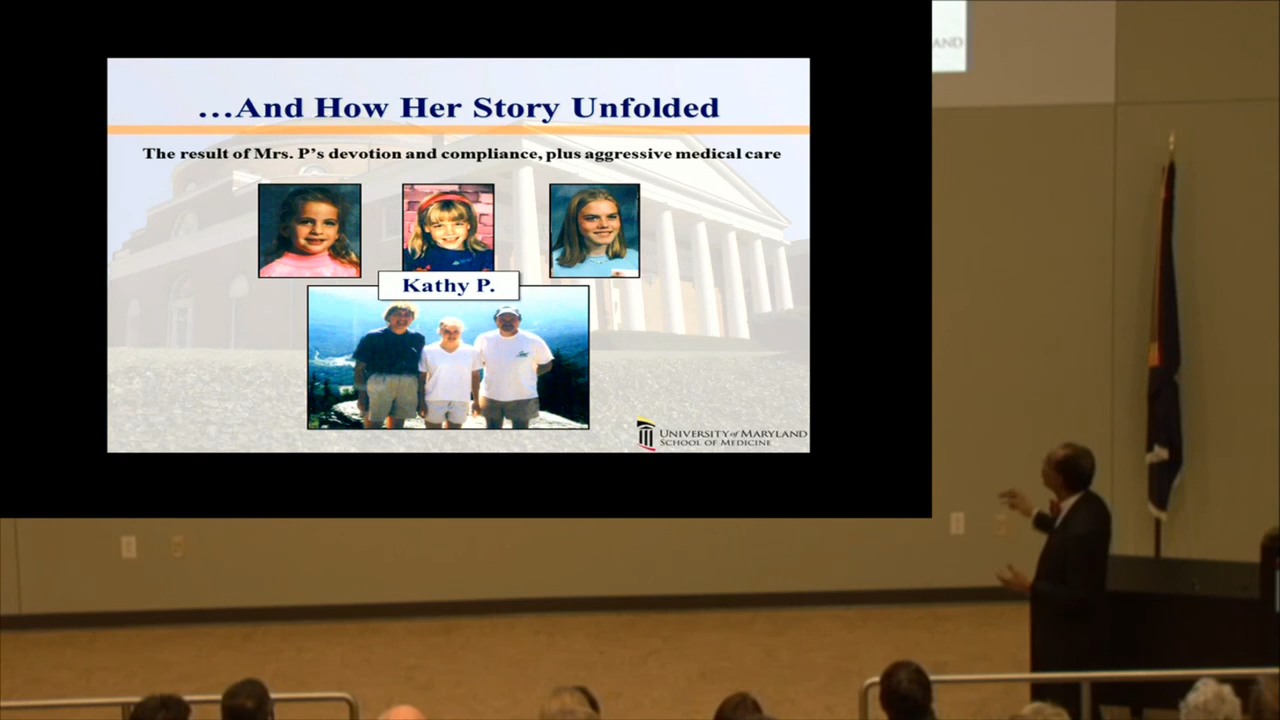 …And How Her Story Unfolded
The result of Mrs. P's devotion and compliance, plus aggressive medical care
Kathy P.
UNIVERSITY of MARYLAND
SCHOOL OF MEDICINE
AND